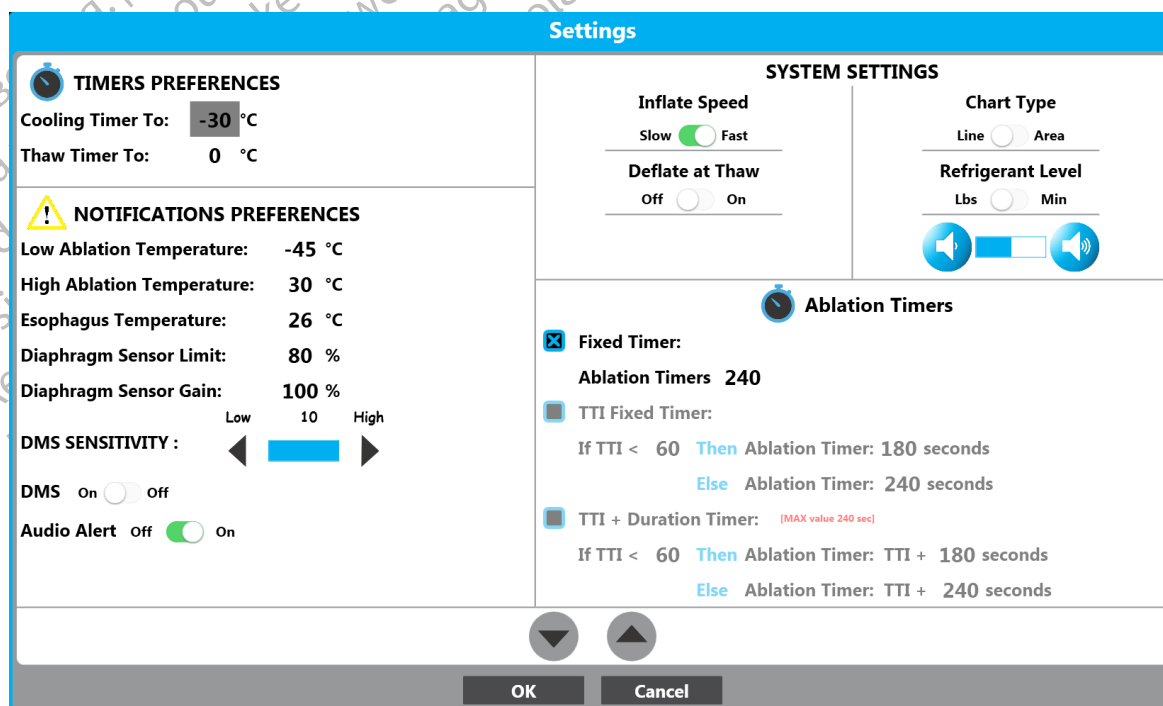 Settings
TIMERS PREFERENCES
Cooling Timer To: -30 °C
Thaw Timer To: 0 °C
NOTIFICATIONS PREFERENCES
Low Ablation Temperature: -45 °C
High Ablation Temperature: 30 °C
Esophagus Temperature: 26 °C
Diaphragm Sensor Limit: 80 %
Diaphragm Sensor Gain: 100 %
Low 10 High
DMS SENSITIVITY :
DMS On Off
Audio Alert Off On
SYSTEM SETTINGS
Inflate Speed
Slow Fast
Deflate at Thaw
Off On
Chart Type
Line Area
Refrigerant Level
Lbs Min
Ablation Timers
Fixed Timer:
Ablation Timers 240
TTI Fixed Timer:
If TTI < 60 Then Ablation Timer: 180 seconds
Else Ablation Timer: 240 seconds
TTI + Duration Timer: [MAX value 240 sec]
If TTI < 60 Then Ablation Timer: TTI + 180 seconds
Else Ablation Timer: TTI + 240 seconds
OK Cancel